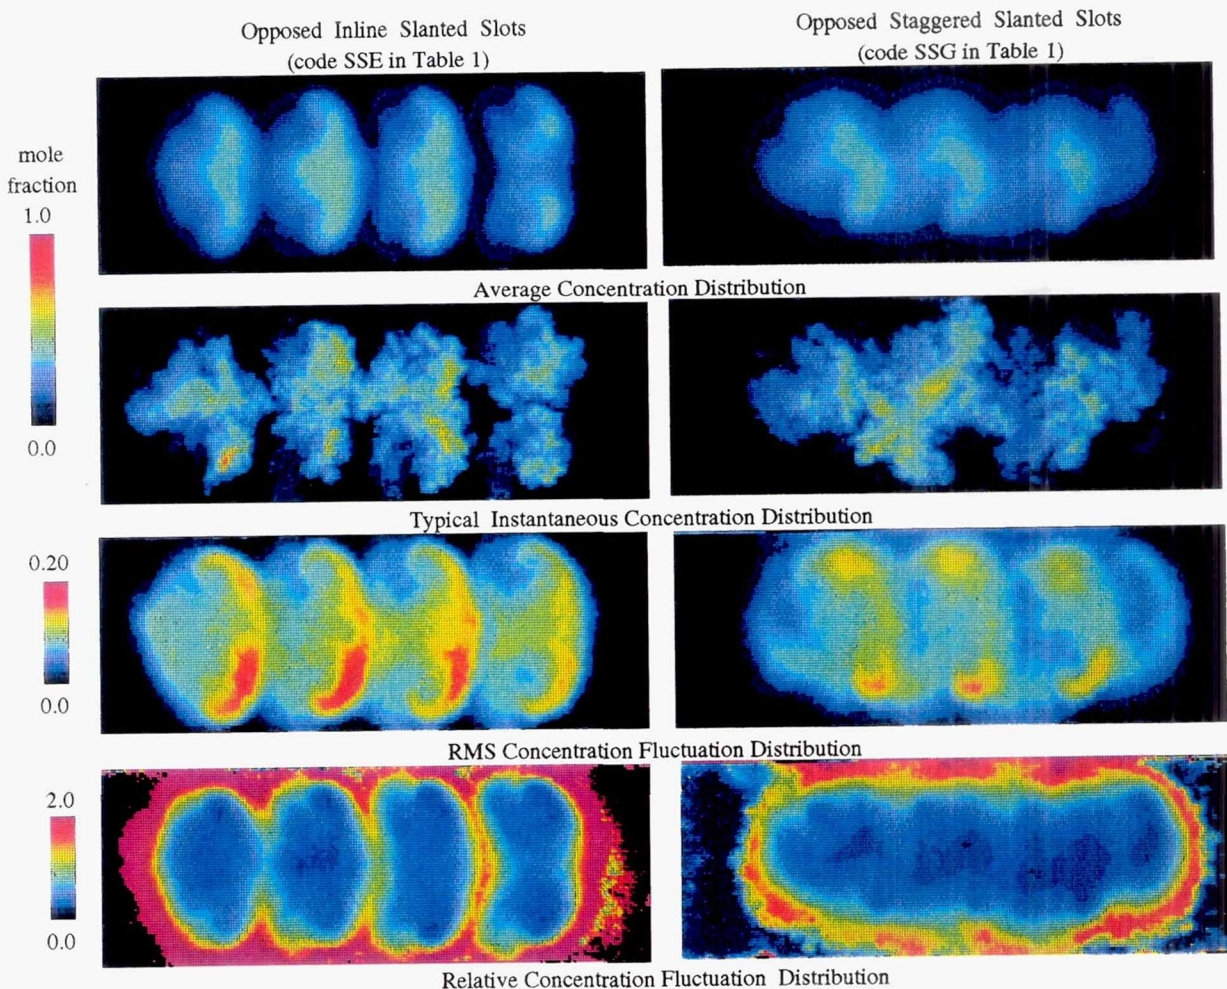 Opposed Inline Slanted Slots
(code SSE in Table 1)
Opposed Staggered Slanted Slots
(code SSG in Table 1)
mole
fraction
1.0
0.0
Average Concentration Distribution
Typical Instantaneous Concentration Distribution
0.20
0.0
RMS Concentration Fluctuation Distribution
2.0
0.0
Relative Concentration Fluctuation Distribution